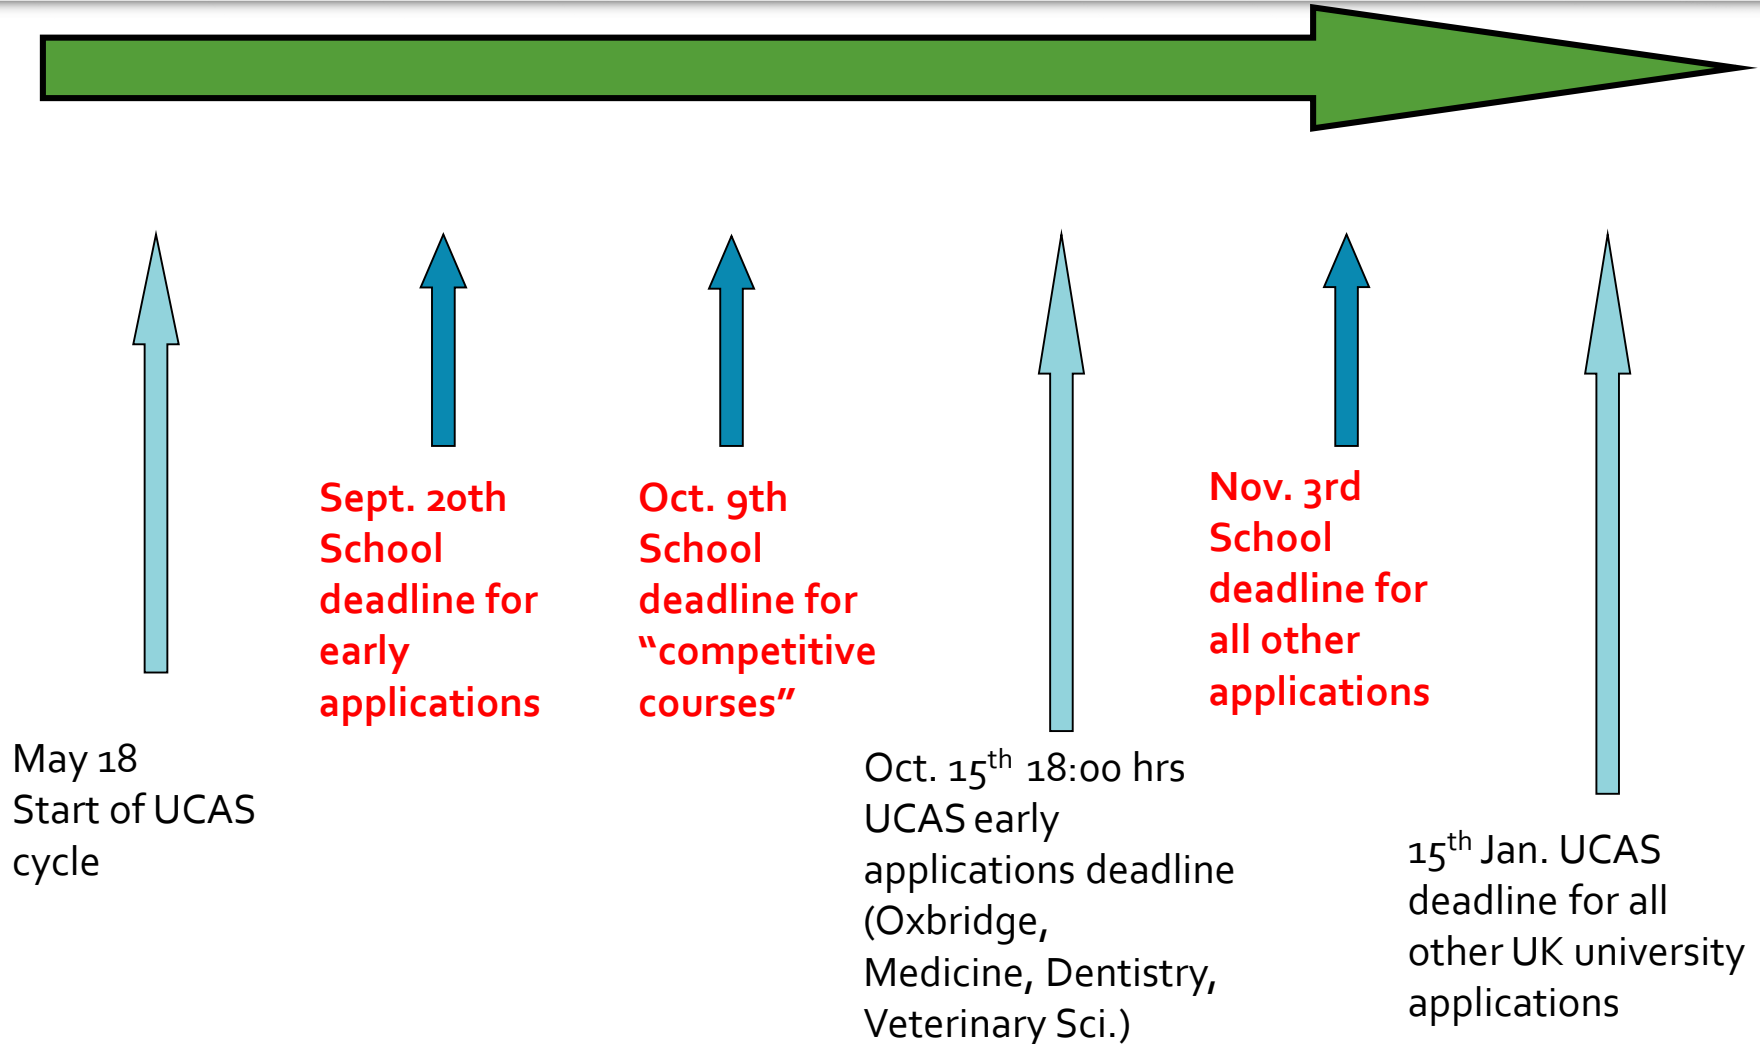 May 18
Start of UCAS
cycle
Sept. 20th
School
deadline for
early
applications
Oct. 9th
School
deadline for
“competitive
courses”
Oct. 15th 18:00 hrs
UCAS early
applications deadline
(Oxbridge,
Medicine, Dentistry,
Veterinary Sci.)
Nov. 3rd
School
deadline for
all other
applications
15th Jan. UCAS
deadline for all
other UK university
applications